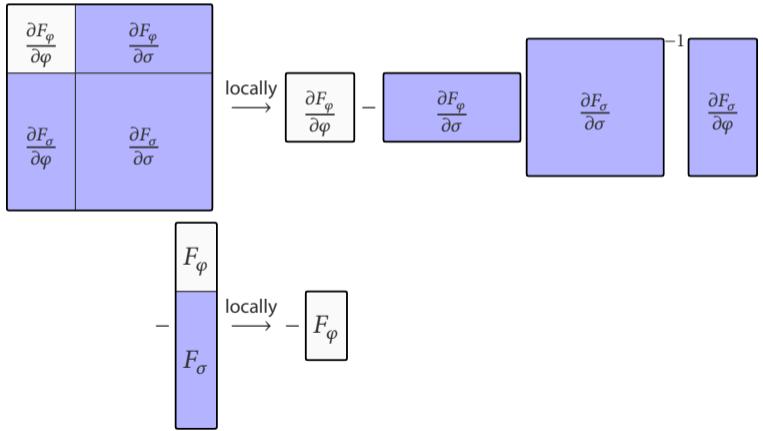 ∂F_φ/∂φ ∂F_φ/∂σ
∂F_σ/∂φ ∂F_σ/∂σ
locally ⟶ ∂F_φ/∂φ − ∂F_φ/∂σ ∂F_σ/∂σ −1 ∂F_σ/∂φ
− F_φ
F_σ
locally ⟶ − F_φ